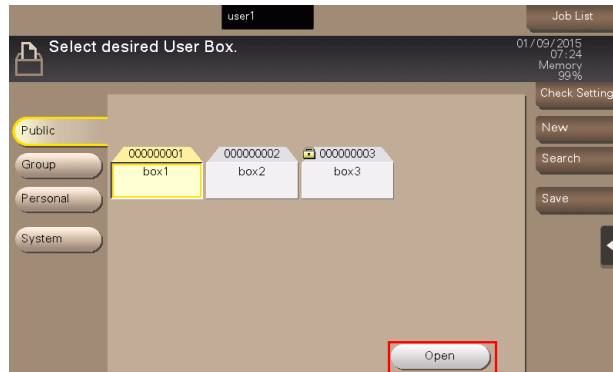 user1
Job List
Select desired User Box.
01/09/2015
07:24
Memory
99%
Check Setting
Public
New
000000001
000000002
000000003
Group
box1
box2
box3
Search
Personal
Save
System
Open